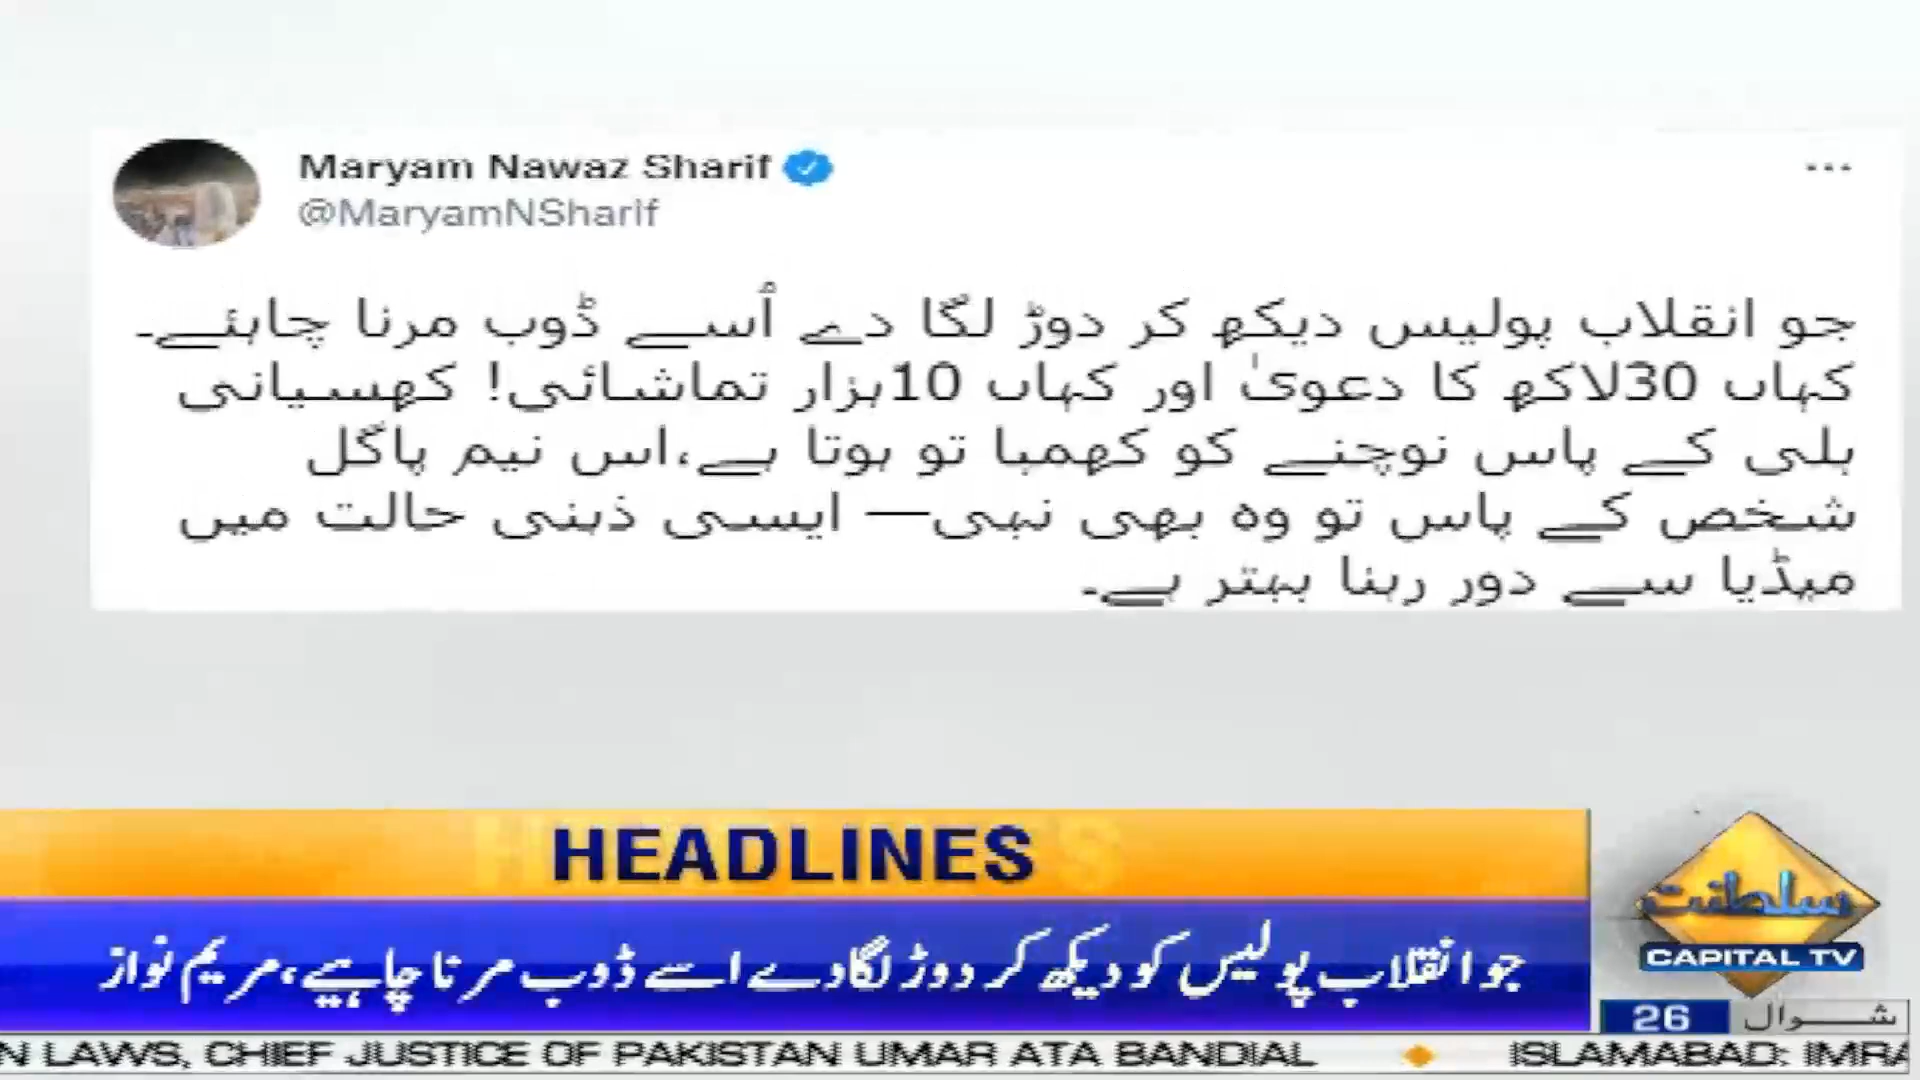 Maryam Nawaz Sharif
@MaryamNSharif
جو انقلاب پولیس دیکھ کر دوڑ لگا دے اُسے ڈوب مرنا چاہئے۔
کہاں 30لاکھ کا دعویٰ اور کہاں 10ہزار تماشائی! کھسیانی
بلی کے پاس نوچنے کو کھمبا تو ہوتا ہے،اس نیم پاگل
شخص کے پاس تو وہ بھی نہی— ایسی ذہنی حالت میں
میڈیا سے دور رہنا بہتر ہے۔
HEADLINES
جو انقلاب پولیس کو دیکھ کر دوڑ لگا دے اسے ڈوب مرنا چاہیے، مریم نواز
سلطنت
CAPITAL TV
26 شوال
N LAWS, CHIEF JUSTICE OF PAKISTAN UMAR ATA BANDIAL ISLAMABAD: IMRA